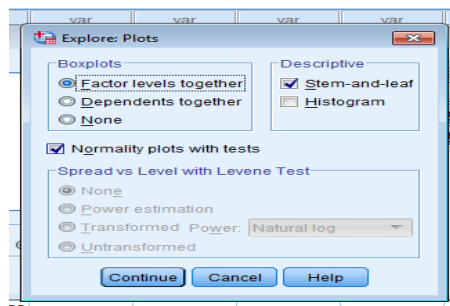 var var var var
Explore: Plots
Boxplots
Factor levels together
Dependents together
None
Descriptive
Stem-and-leaf
Histogram
Normality plots with tests
Spread vs Level with Levene Test
None
Power estimation
Transformed Power: Natural log
Untransformed
Continue Cancel Help